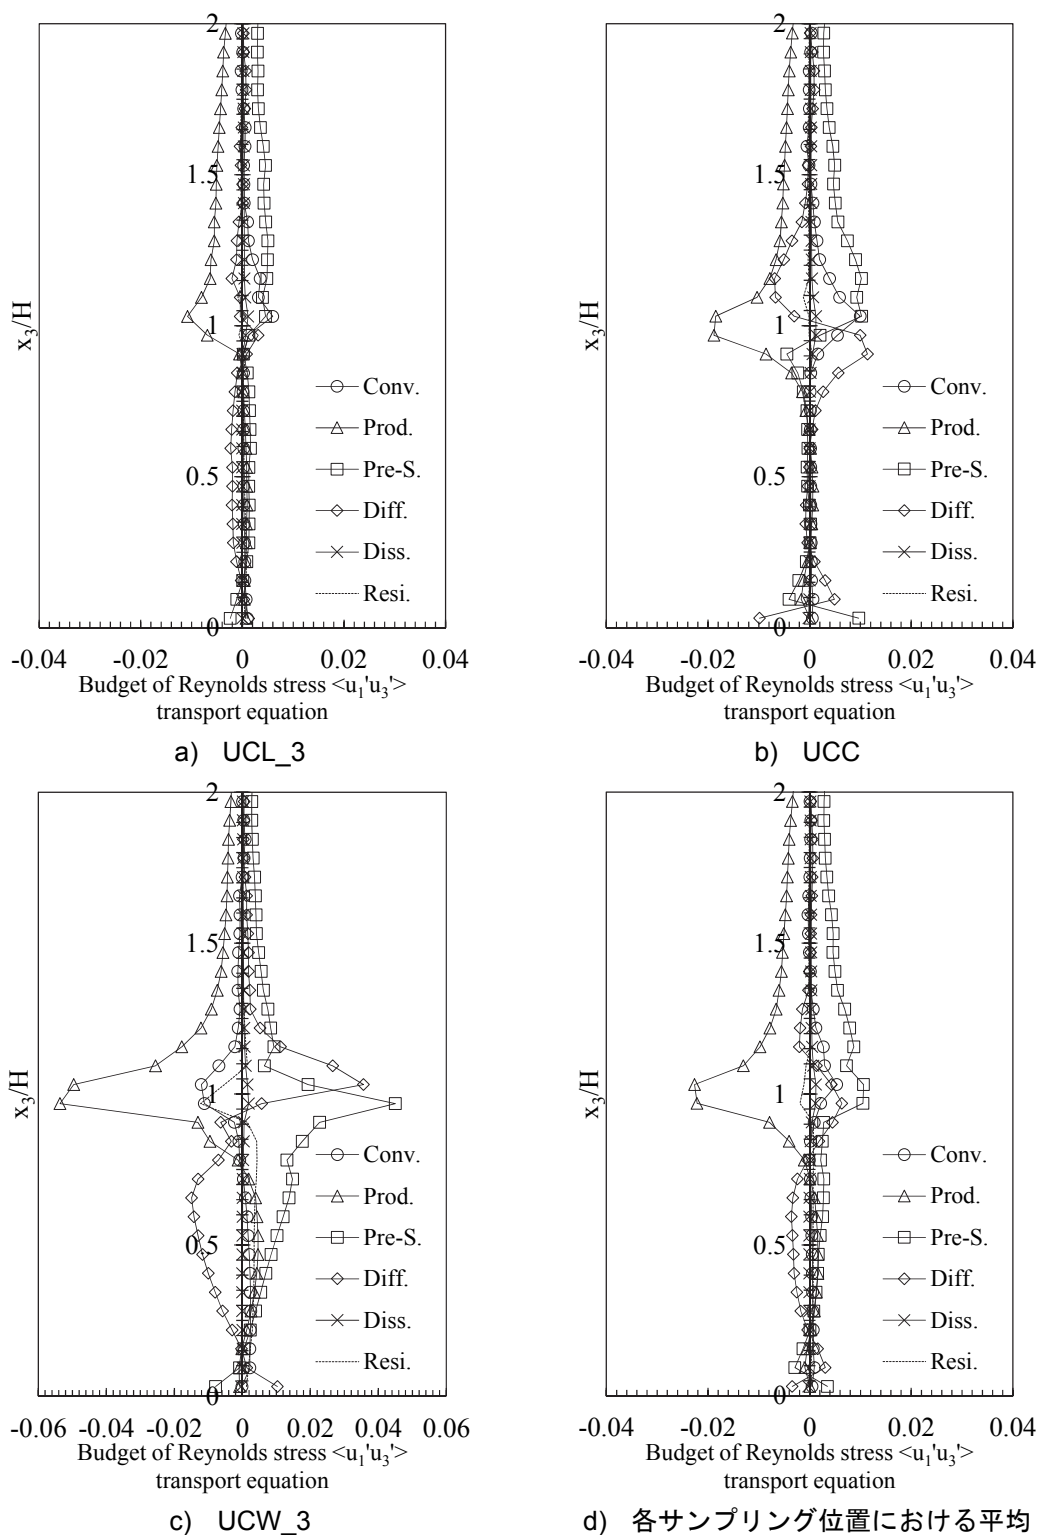 2
1.5
1
0.5
0
x3/H
Conv.
Prod.
Pre-S.
Diff.
Diss.
Resi.
-0.04 -0.02 0 0.02 0.04
Budget of Reynolds stress <u1'u3'>
transport equation
a) UCL_3
2
1.5
1
0.5
0
x3/H
Conv.
Prod.
Pre-S.
Diff.
Diss.
Resi.
-0.04 -0.02 0 0.02 0.04
Budget of Reynolds stress <u1'u3'>
transport equation
b) UCC
2
1.5
1
0.5
0
x3/H
Conv.
Prod.
Pre-S.
Diff.
Diss.
Resi.
-0.06 -0.04 -0.02 0 0.02 0.04 0.06
Budget of Reynolds stress <u1'u3'>
transport equation
c) UCW_3
2
1.5
1
0.5
0
x3/H
Conv.
Prod.
Pre-S.
Diff.
Diss.
Resi.
-0.04 -0.02 0 0.02 0.04
Budget of Reynolds stress <u1'u3'>
transport equation
d) 各サンプリング位置における平均